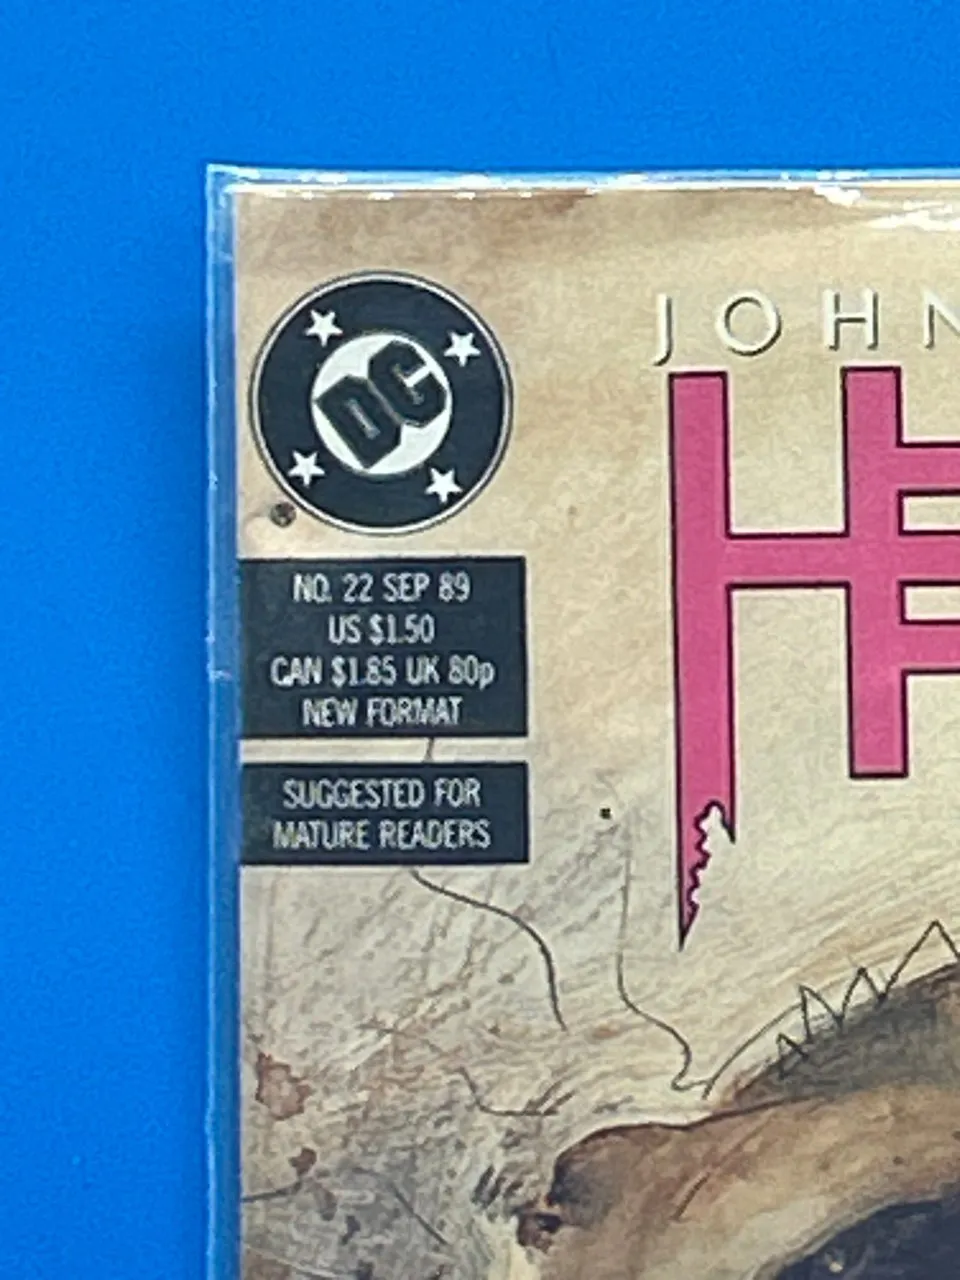 DC
JOHN
HE
NO. 22 SEP 89
US $1.50
CAN $1.85 UK 80p
NEW FORMAT
SUGGESTED FOR
MATURE READERS